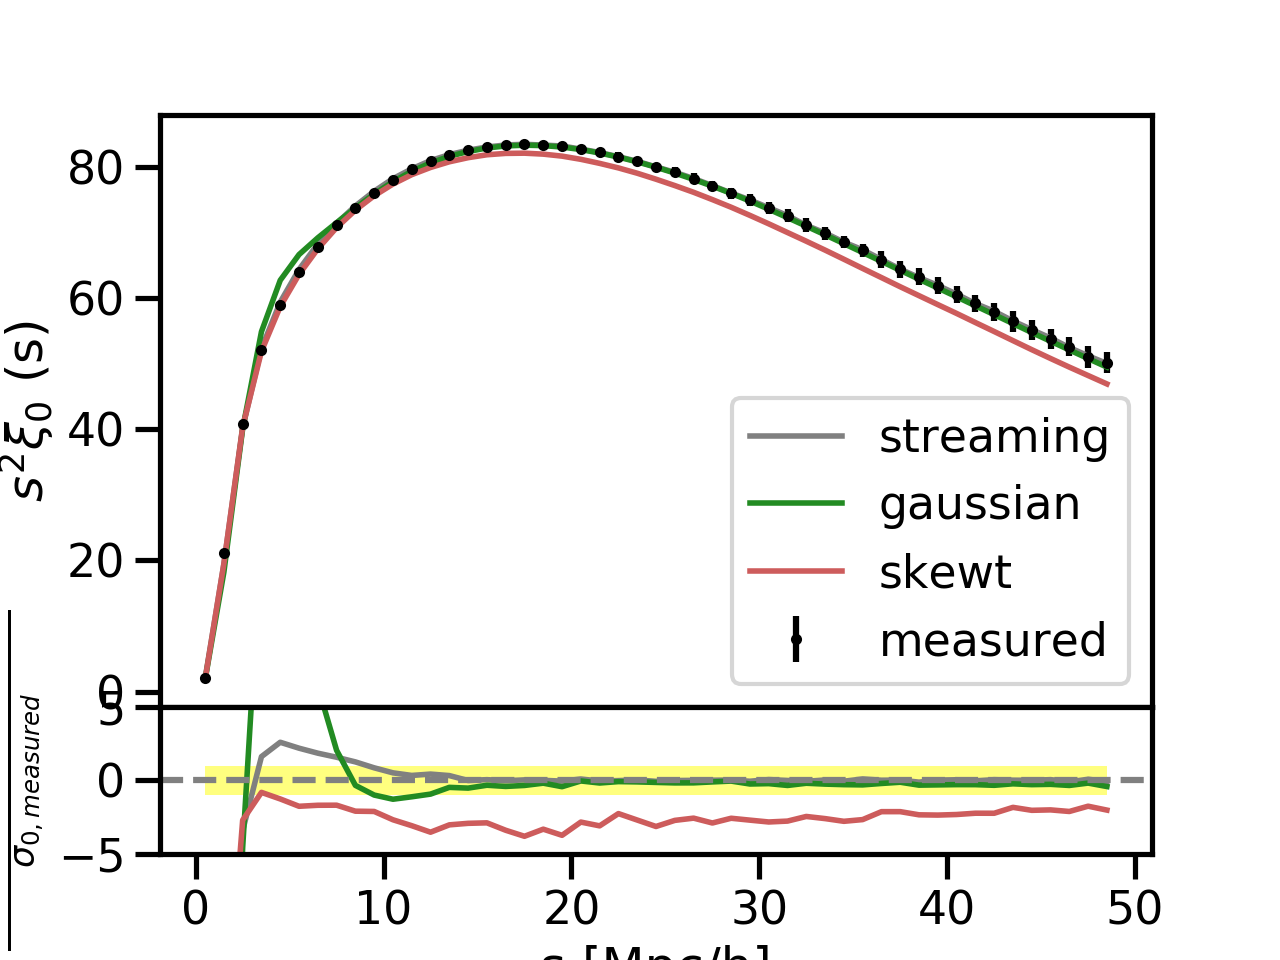 80
60
40
20
0
s²ξ₀ (s)
streaming
gaussian
skewt
measured
5
0
−5
σ₀, measured
0
10
20
30
40
50
s [Mpc/h]